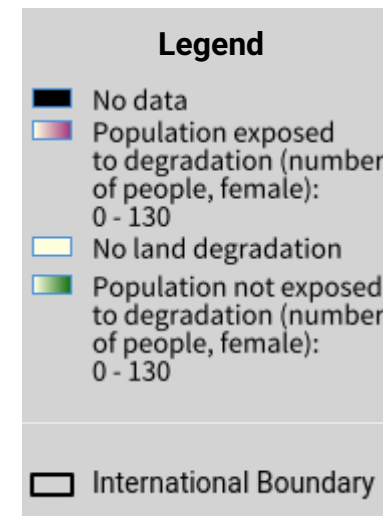 Legend
No data
Population exposed
to degradation (number
of people, female):
0 - 130
No land degradation
Population not exposed
to degradation (number
of people, female):
0 - 130
International Boundary